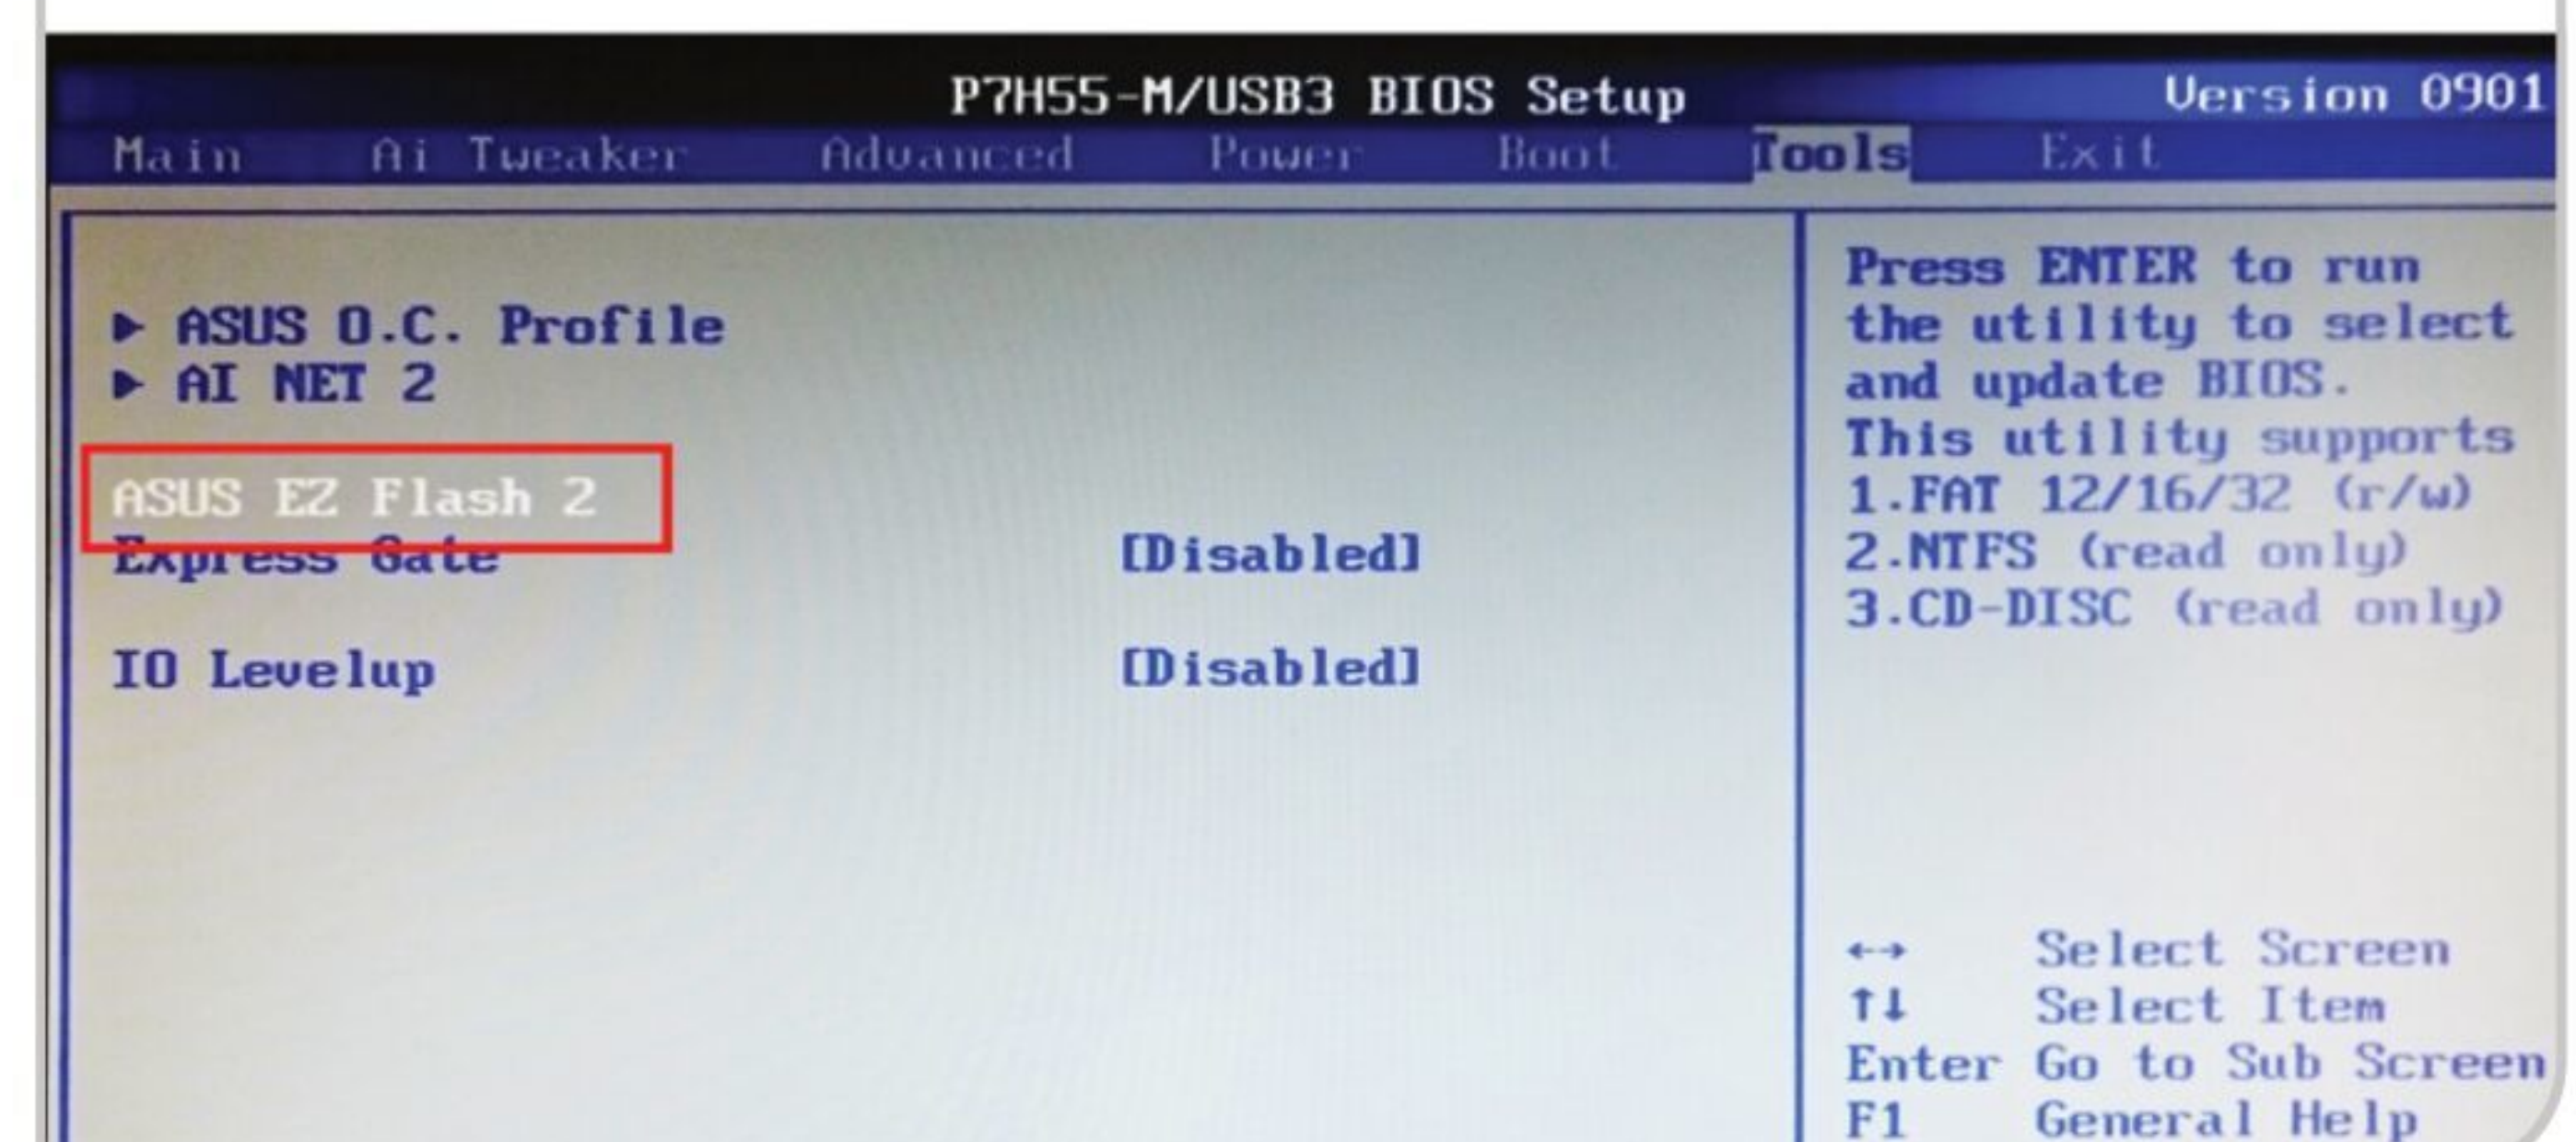 P7H55-M/USB3 BIOS Setup Version 0901
Main Ai Tweaker Advanced Power Boot Tools Exit
ASUS O.C. Profile
AI NET 2
ASUS EZ Flash 2
Express Gate [Disabled]
IO Levelup [Disabled]
Press ENTER to run
the utility to select
and update BIOS.
This utility supports
1.FAT 12/16/32 (r/w)
2.NTFS (read only)
3.CD-DISC (read only)
←→ Select Screen
↑↓ Select Item
Enter Go to Sub Screen
F1 General Help